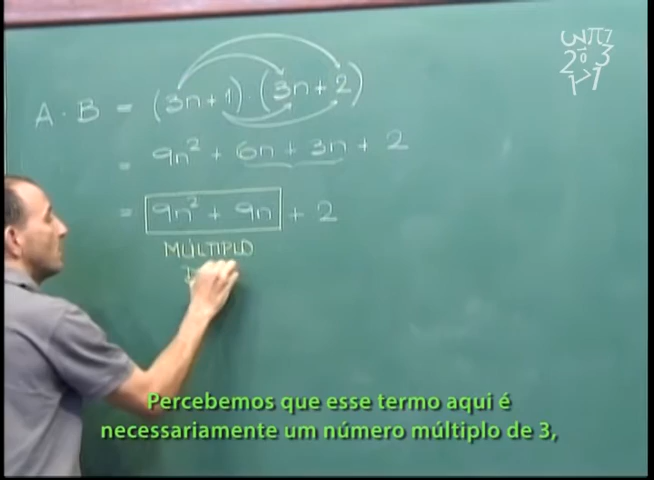 A · B = (3n + 1) · (3n + 2)
= 9n² + 6n + 3n + 2
= 9n² + 9n + 2
MÚLTIPLO
Percebemos que esse termo aqui é
necessariamente um número múltiplo de 3,